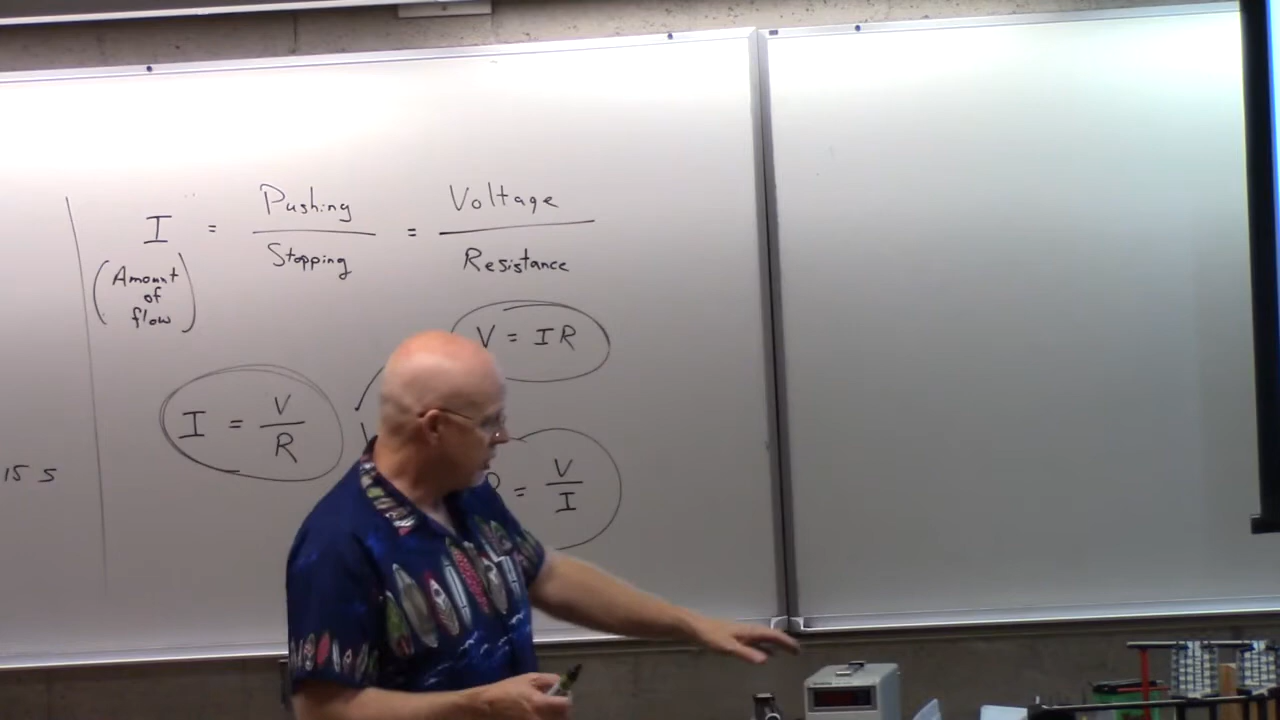 I = Pushing / Stopping = Voltage / Resistance
(Amount
of
flow)
V = IR
I = V / R
= V / I
15 s